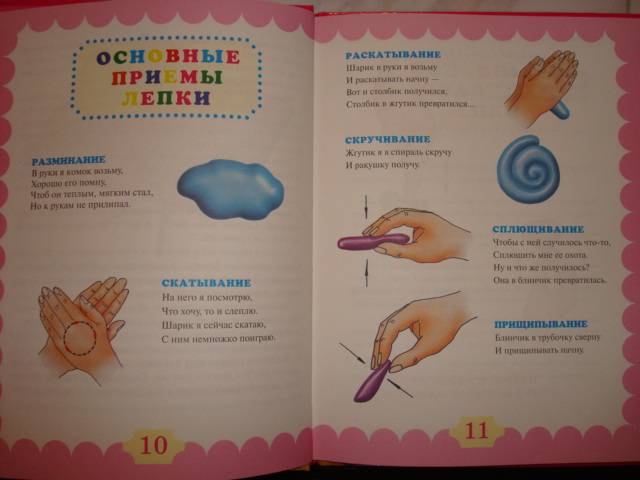 ОСНОВНЫЕ
ПРИЕМЫ
ЛЕПКИ
РАЗМИНАНИЕ
В руки я комок возьму,
Хорошо его помну,
Чтоб он теплым, мягким стал,
Но к рукам не прилипал.
СКАТЫВАНИЕ
На него я посмотрю,
Что хочу, то и слеплю.
Шарик я сейчас скатаю,
С ним немножко поиграю.
10
РАСКАТЫВАНИЕ
Шарик в руки я возьму
И раскатывать начну —
Вот и столбик получился,
Столбик в жгутик превратился...
СКРУЧИВАНИЕ
Жгутик я в спираль скручу
И ракушку получу.
СПЛЮЩИВАНИЕ
Чтобы с ней случилось что-то,
Сплющить мне ее охота.
Ну и что же получилось?
Она в блинчик превратилась.
ПРИЩИПЫВАНИЕ
Блинчик в трубочку сверну
И прищипывать начну.
11